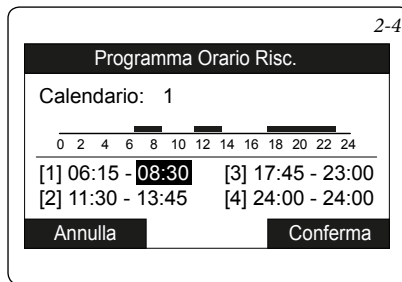 2-4
Programma Orario Risc.
Calendario: 1
0 2 4 6 8 10 12 14 16 18 20 22 24
[1] 06:15 - 08:30 [3] 17:45 - 23:00
[2] 11:30 - 13:45 [4] 24:00 - 24:00
Annulla Conferma